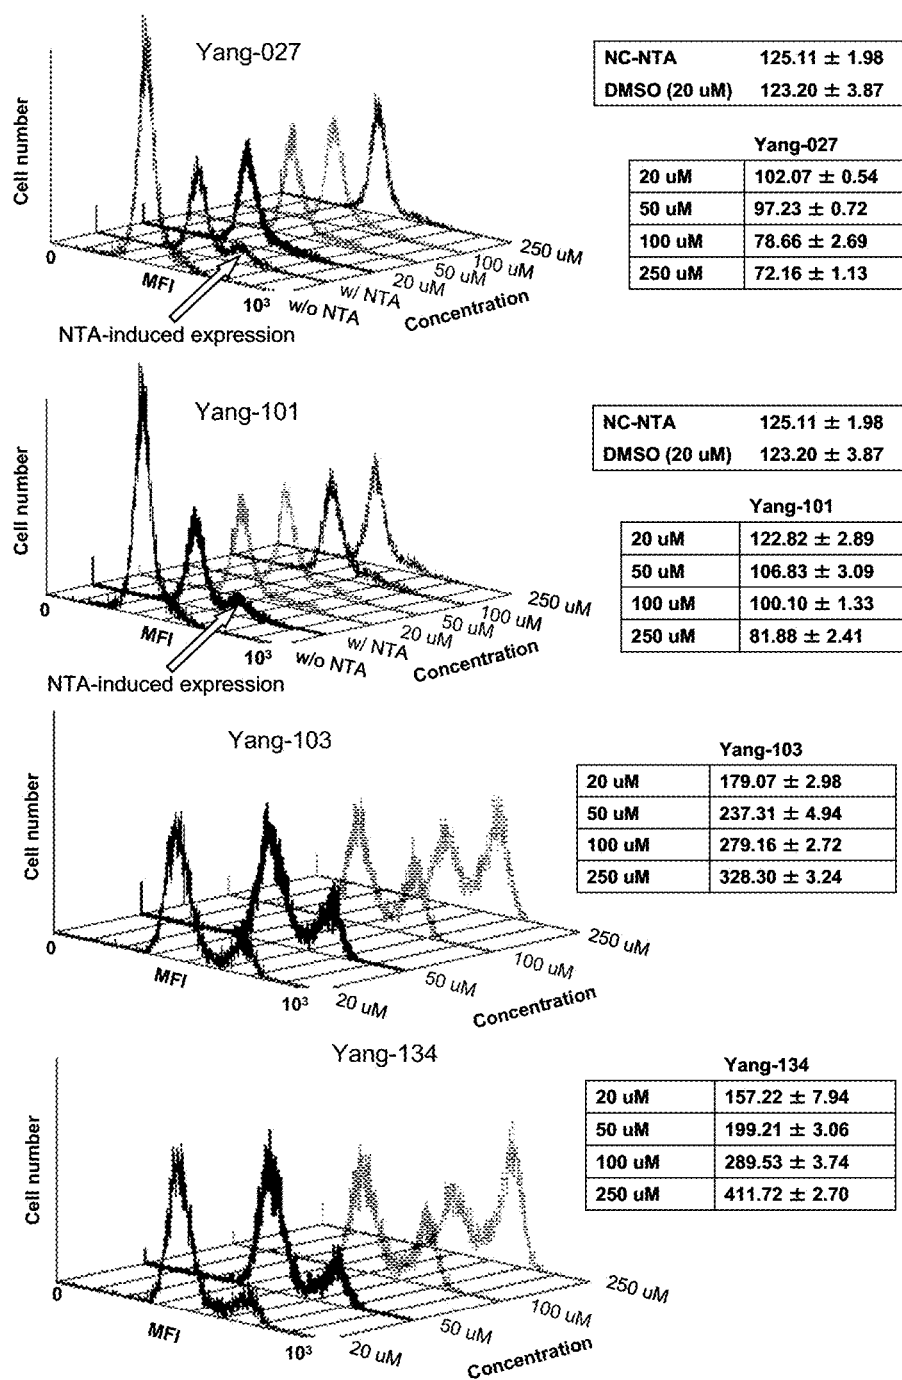 Yang-027
Cell number
0
MFI
10³
w/o NTA
w/ NTA
20 uM
50 uM
100 uM
250 uM
Concentration
NTA-induced expression
NC-NTA 125.11 ± 1.98
DMSO (20 uM) 123.20 ± 3.87
Yang-027
20 uM 102.07 ± 0.54
50 uM 97.23 ± 0.72
100 uM 78.66 ± 2.69
250 uM 72.16 ± 1.13
Yang-101
Cell number
0
MFI
10³
w/o NTA
w/ NTA
20 uM
50 uM
100 uM
250 uM
Concentration
NTA-induced expression
NC-NTA 125.11 ± 1.98
DMSO (20 uM) 123.20 ± 3.87
Yang-101
20 uM 122.82 ± 2.89
50 uM 106.83 ± 3.09
100 uM 100.10 ± 1.33
250 uM 81.88 ± 2.41
Yang-103
Cell number
0
MFI
10³
20 uM
50 uM
100 uM
250 uM
Concentration
Yang-103
20 uM 179.07 ± 2.98
50 uM 237.31 ± 4.94
100 uM 279.16 ± 2.72
250 uM 328.30 ± 3.24
Yang-134
Cell number
0
MFI
10³
20 uM
50 uM
100 uM
250 uM
Concentration
Yang-134
20 uM 157.22 ± 7.94
50 uM 199.21 ± 3.06
100 uM 289.53 ± 3.74
250 uM 411.72 ± 2.70